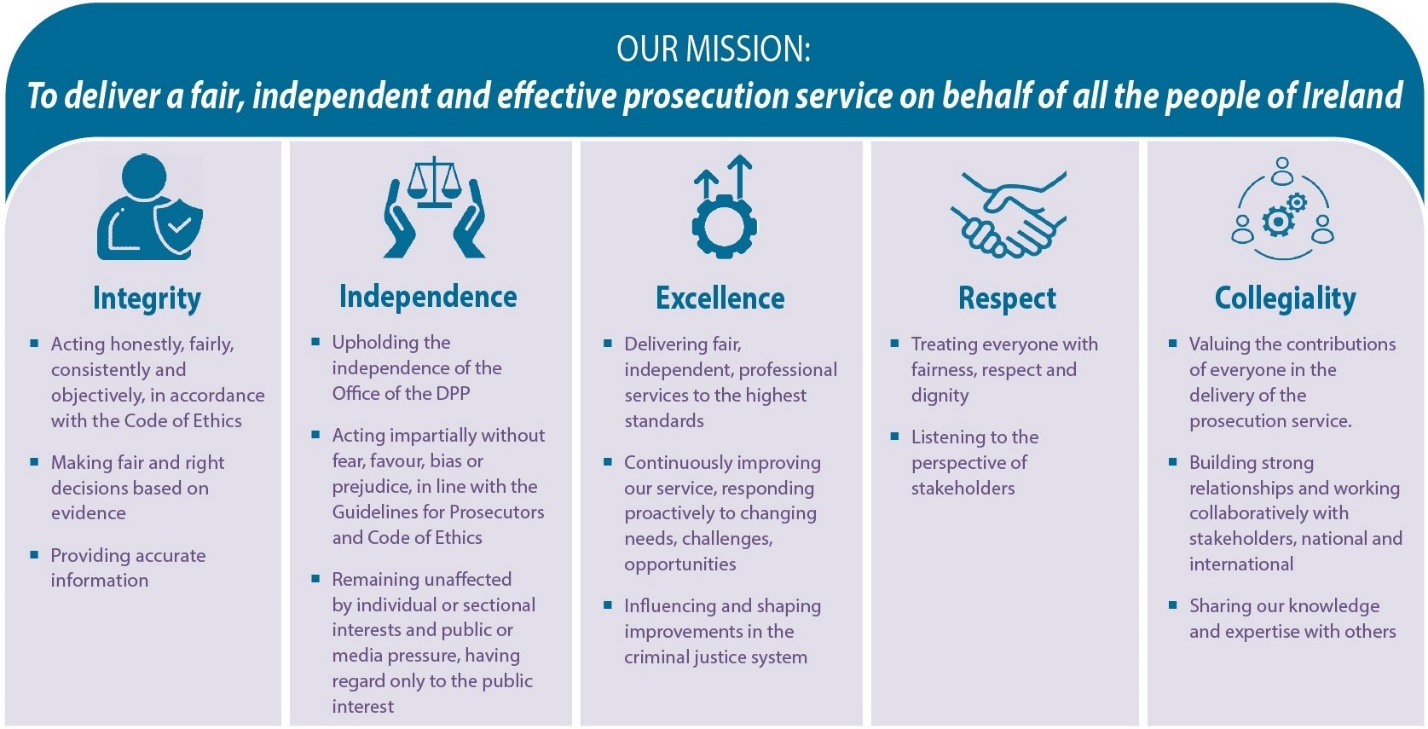 OUR MISSION:
To deliver a fair, independent and effective prosecution service on behalf of all the people of Ireland
Integrity
▪ Acting honestly, fairly,
consistently and
objectively, in accordance
with the Code of Ethics
▪ Making fair and right
decisions based on
evidence
▪ Providing accurate
information
Independence
▪ Upholding the
independence of the
Office of the DPP
▪ Acting impartially without
fear, favour, bias or
prejudice, in line with the
Guidelines for Prosecutors
and Code of Ethics
▪ Remaining unaffected
by individual or sectional
interests and public or
media pressure, having
regard only to the public
interest
Excellence
▪ Delivering fair,
independent, professional
services to the highest
standards
▪ Continuously improving
our service, responding
proactively to changing
needs, challenges,
opportunities
▪ Influencing and shaping
improvements in the
criminal justice system
Respect
▪ Treating everyone with
fairness, respect and
dignity
▪ Listening to the
perspective of
stakeholders
Collegiality
▪ Valuing the contributions
of everyone in the
delivery of the
prosecution service.
▪ Building strong
relationships and working
collaboratively with
stakeholders, national and
international
▪ Sharing our knowledge
and expertise with others